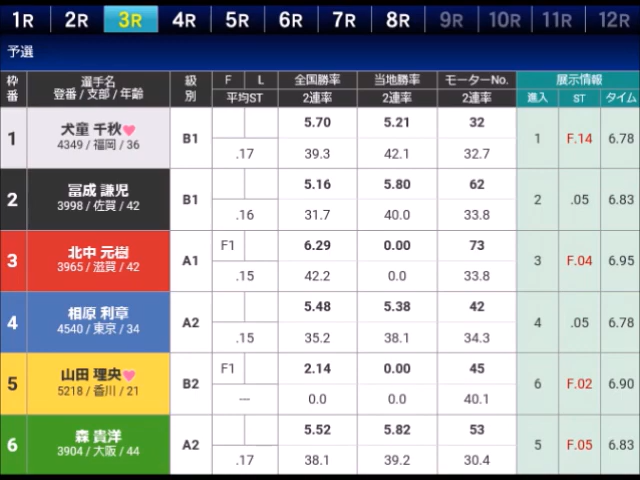 1R 2R 3R 4R 5R 6R 7R 8R 9R 10R 11R 12R
予選
枠番 選手名 登番 / 支部 / 年齢 級別 F L 平均ST 全国勝率 2連率 当地勝率 2連率 モーターNo. 2連率 展示情報 進入 ST タイム
1 犬童 千秋 B1 5.70 5.21 32 1 F.14 6.78
4349 / 福岡 / 36 .17 39.3 42.1 32.7
2 冨成 謙児 B1 5.16 5.80 62 2 .05 6.83
3998 / 佐賀 / 42 .16 31.7 40.0 33.8
3 北中 元樹 A1 F1 6.29 0.00 73 3 F.04 6.95
3965 / 滋賀 / 42 .15 42.2 0.0 33.8
4 相原 利章 A2 5.48 5.38 42 4 .05 6.78
4540 / 東京 / 34 .15 35.2 38.1 34.3
5 山田 理央 B2 F1 2.14 0.00 45 6 F.02 6.90
5218 / 香川 / 21 --- 0.0 0.0 40.1
6 森 貴洋 A2 5.52 5.82 53 5 F.05 6.83
3904 / 大阪 / 44 .17 38.1 39.2 30.4